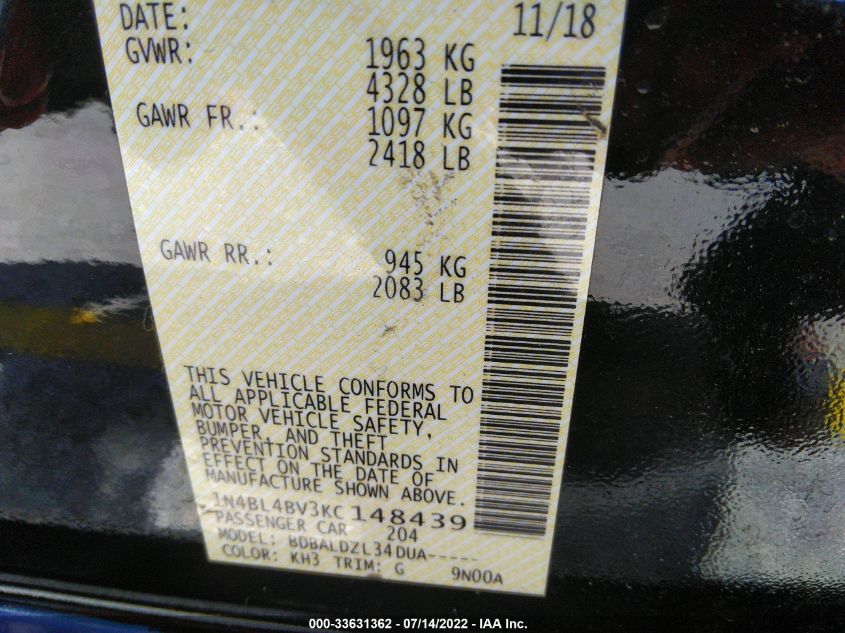 DATE: 11/18
GVWR: 1963 KG
4328 LB
GAWR FR.: 1097 KG
2418 LB
GAWR RR.: 945 KG
2083 LB
THIS VEHICLE CONFORMS TO
ALL APPLICABLE FEDERAL
MOTOR VEHICLE SAFETY,
BUMPER, AND THEFT
PREVENTION STANDARDS IN
EFFECT ON THE DATE OF
MANUFACTURE SHOWN ABOVE.
1N4BL4BV3KC148439
PASSENGER CAR 204
MODEL: BDBALDZL34DUA-----
COLOR: KH3 TRIM: G 9N00A
000-33631362 - 07/14/2022 - IAA Inc.